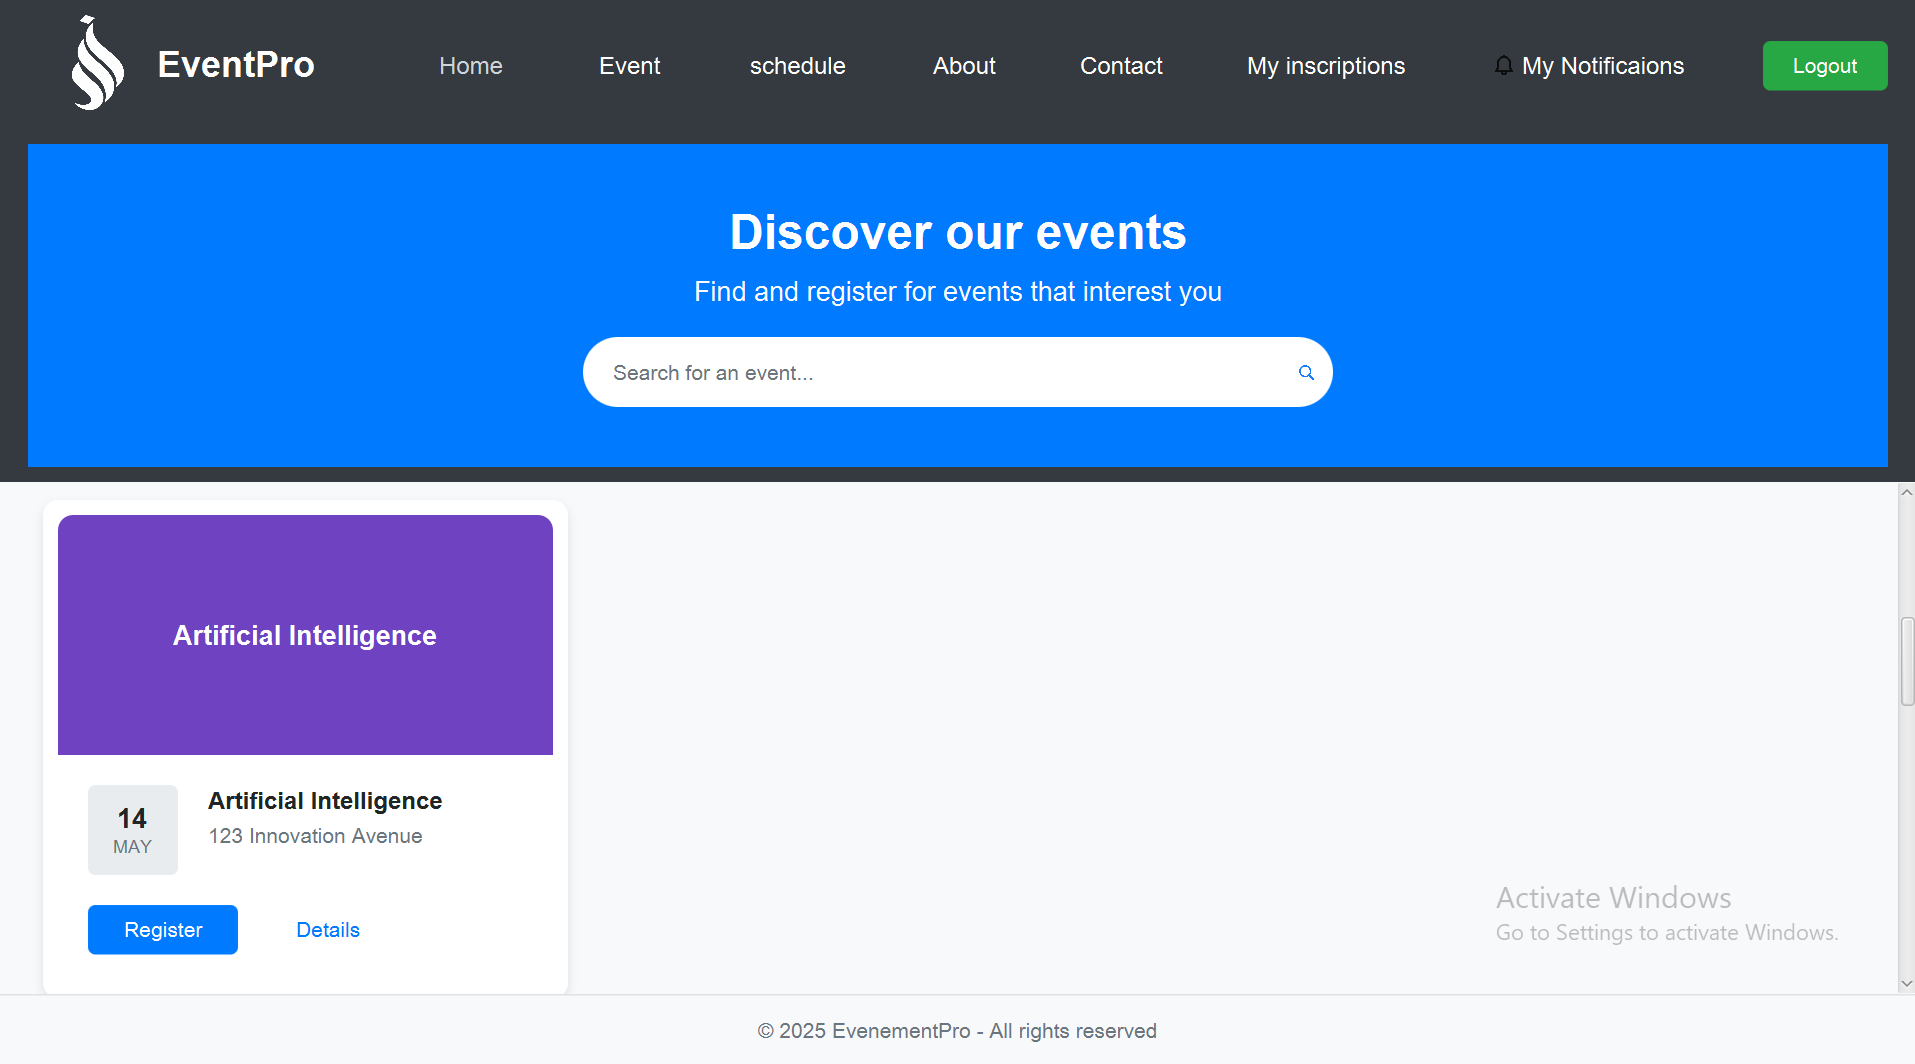 EventPro
Home
Event
schedule
About
Contact
My inscriptions
My Notificaions
Logout
Discover our events
Find and register for events that interest you
Search for an event...
Artificial Intelligence
14
MAY
Artificial Intelligence
123 Innovation Avenue
Register
Details
Activate Windows
Go to Settings to activate Windows.
© 2025 EvenementPro - All rights reserved